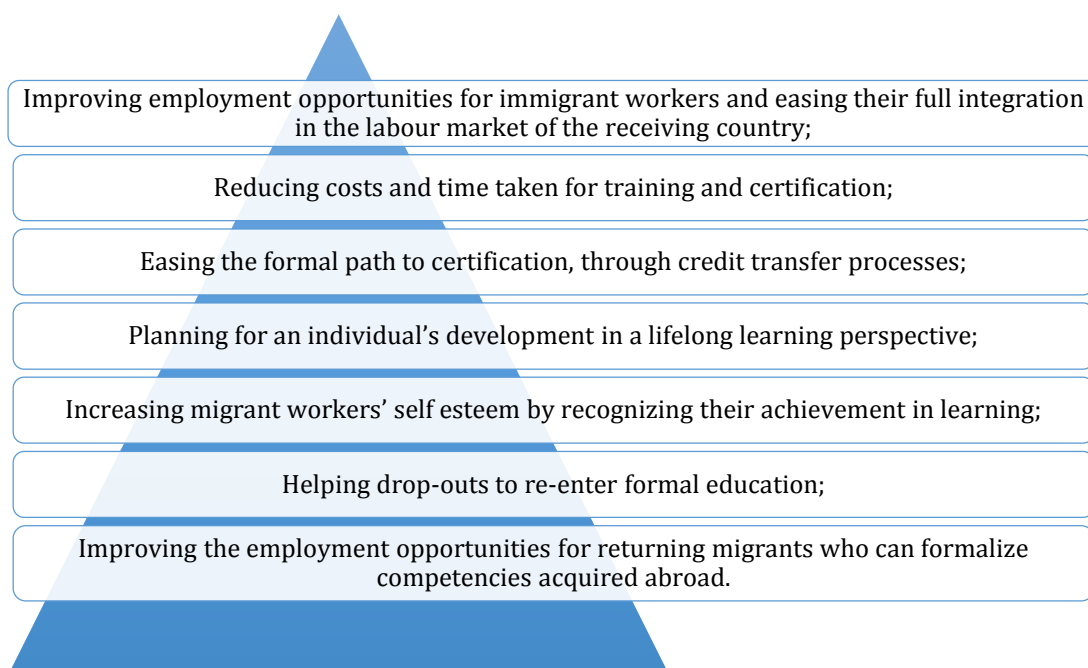 Improving employment opportunities for immigrant workers and easing their full integration
in the labour market of the receiving country;
Reducing costs and time taken for training and certification;
Easing the formal path to certification, through credit transfer processes;
Planning for an individual’s development in a lifelong learning perspective;
Increasing migrant workers’ self esteem by recognizing their achievement in learning;
Helping drop-outs to re-enter formal education;
Improving the employment opportunities for returning migrants who can formalize
competencies acquired abroad.